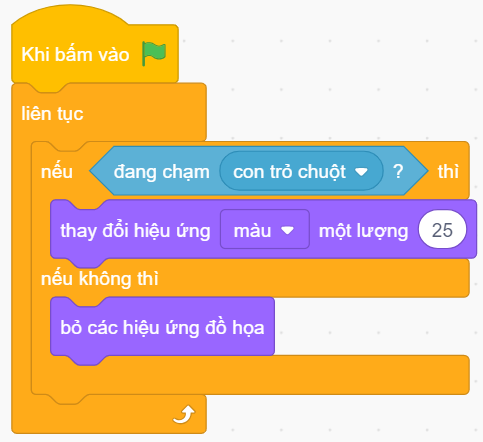 Khi bấm vào
liên tục
nếu đang chạm con trỏ chuột ? thì
thay đổi hiệu ứng màu một lượng 25
nếu không thì
bỏ các hiệu ứng đồ họa